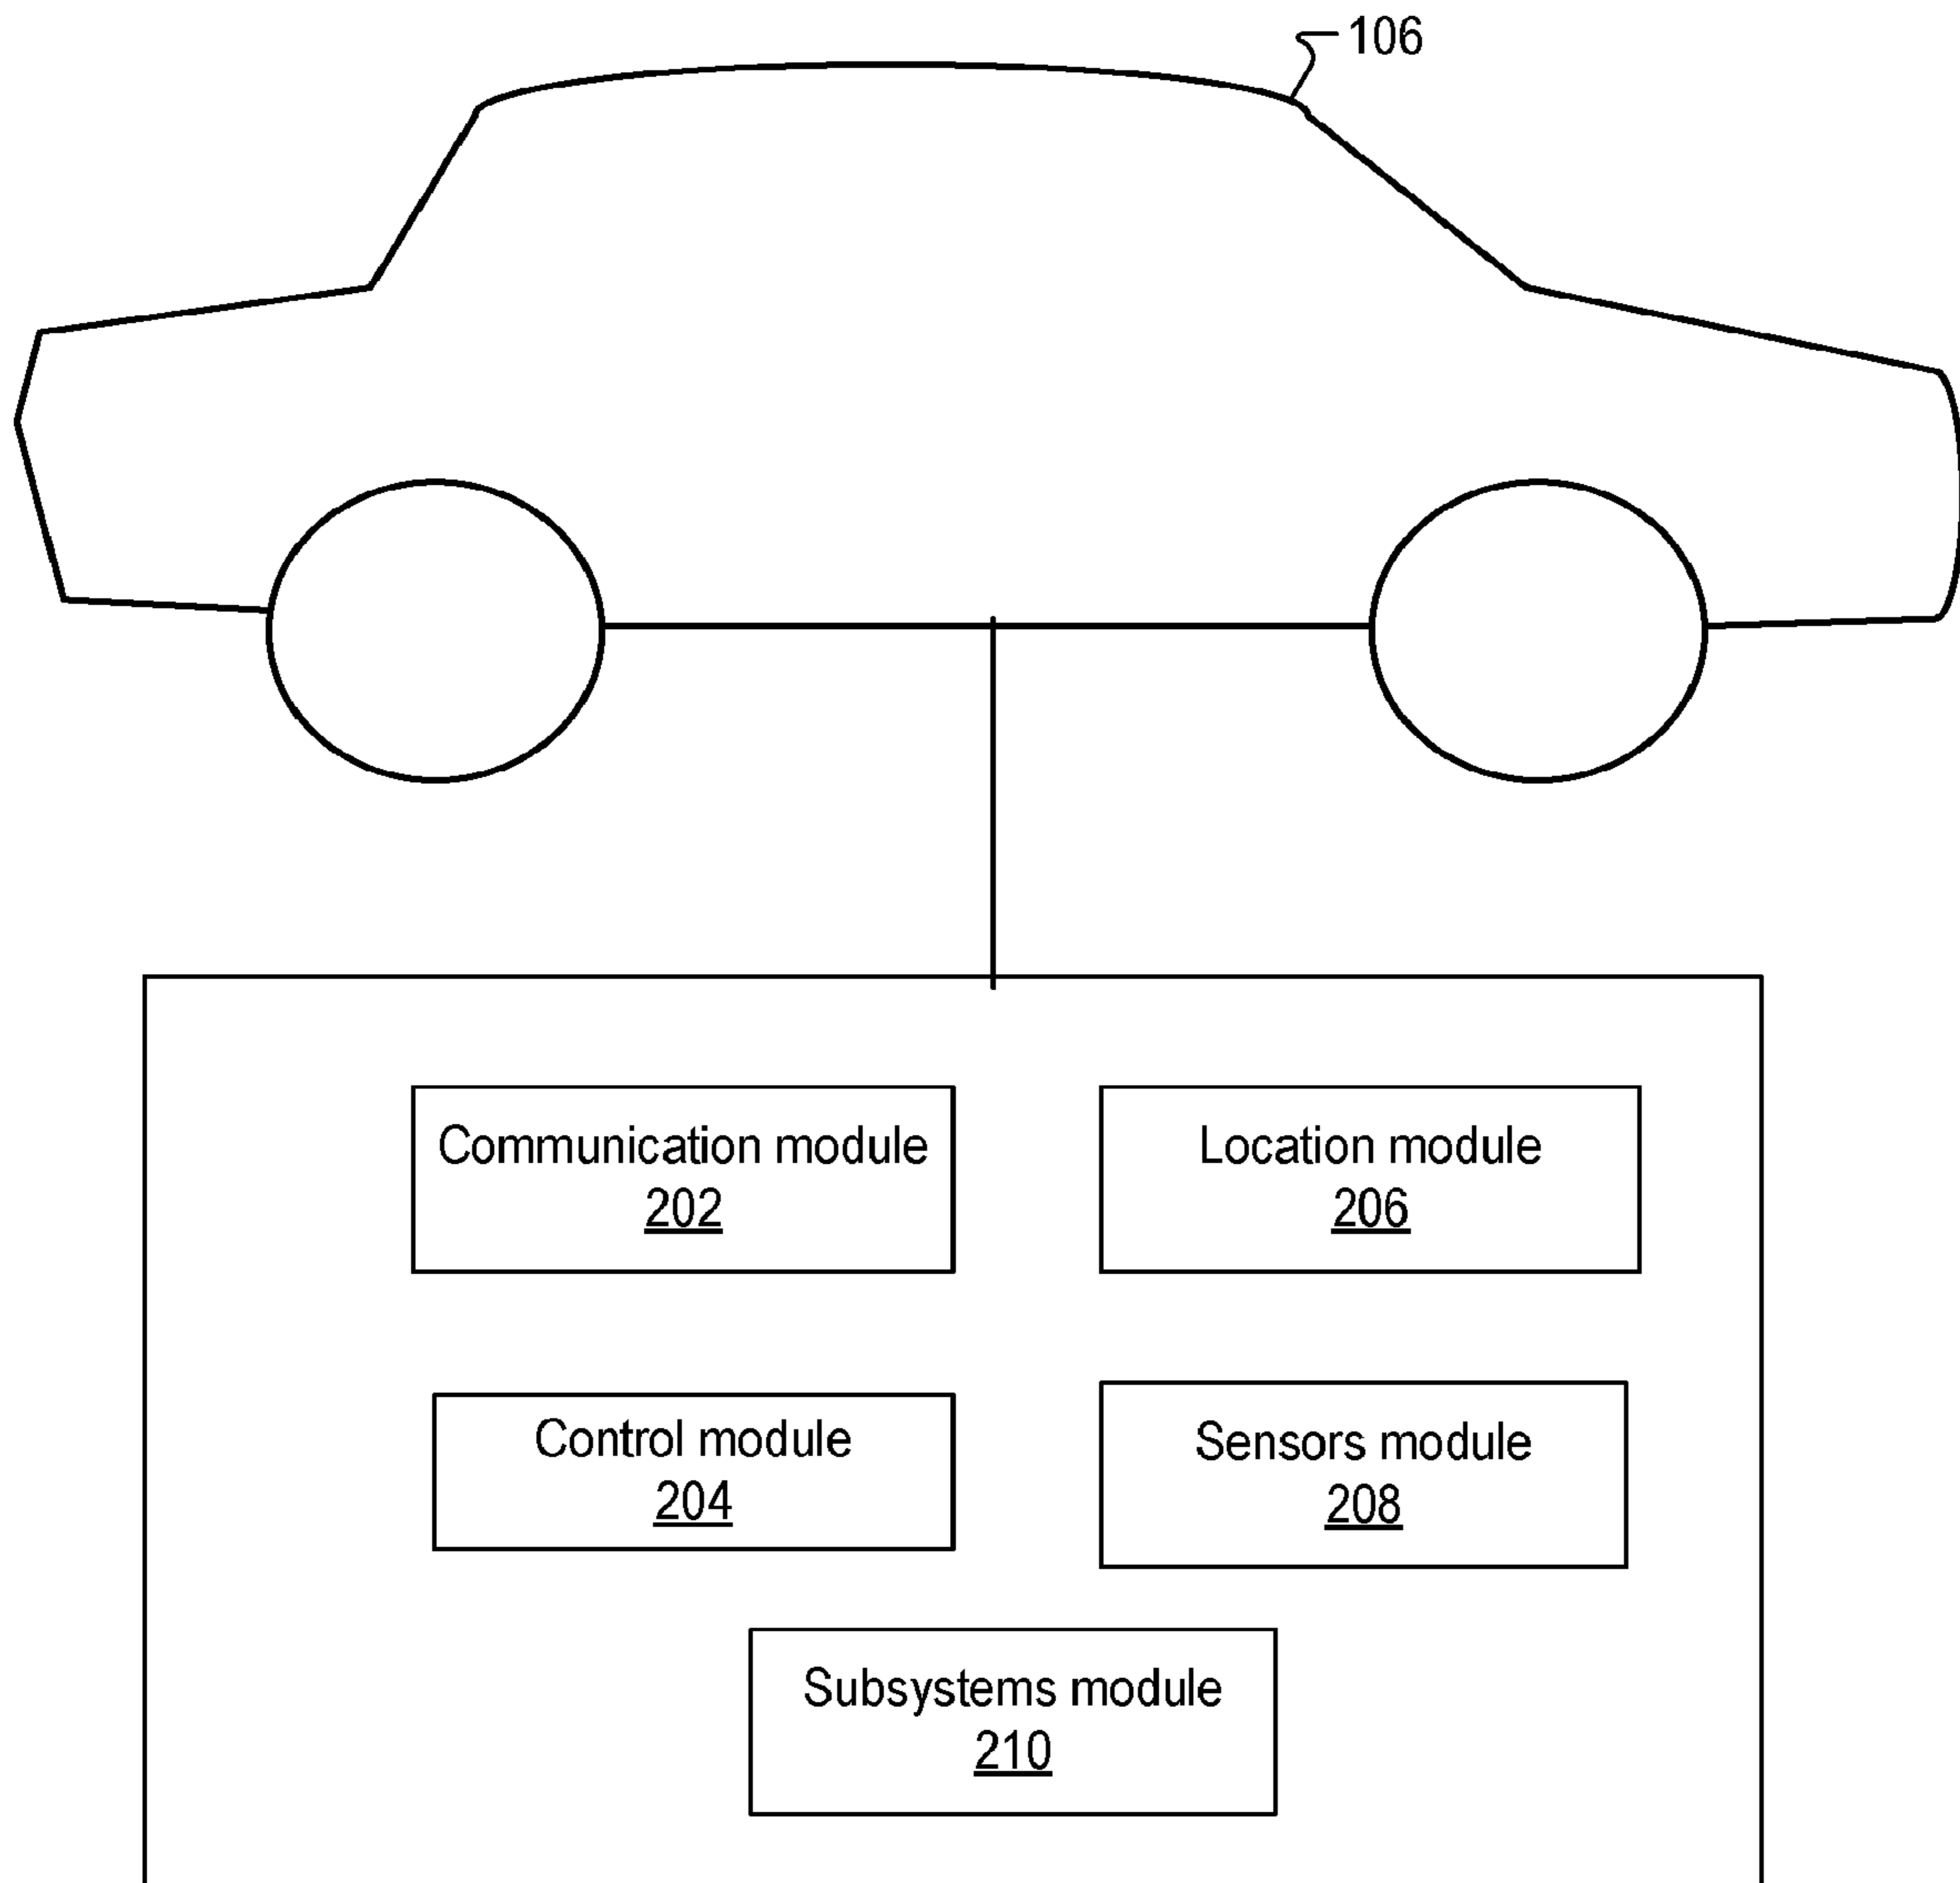 106
Communication module
202
Location module
206
Control module
204
Sensors module
208
Subsystems module
210